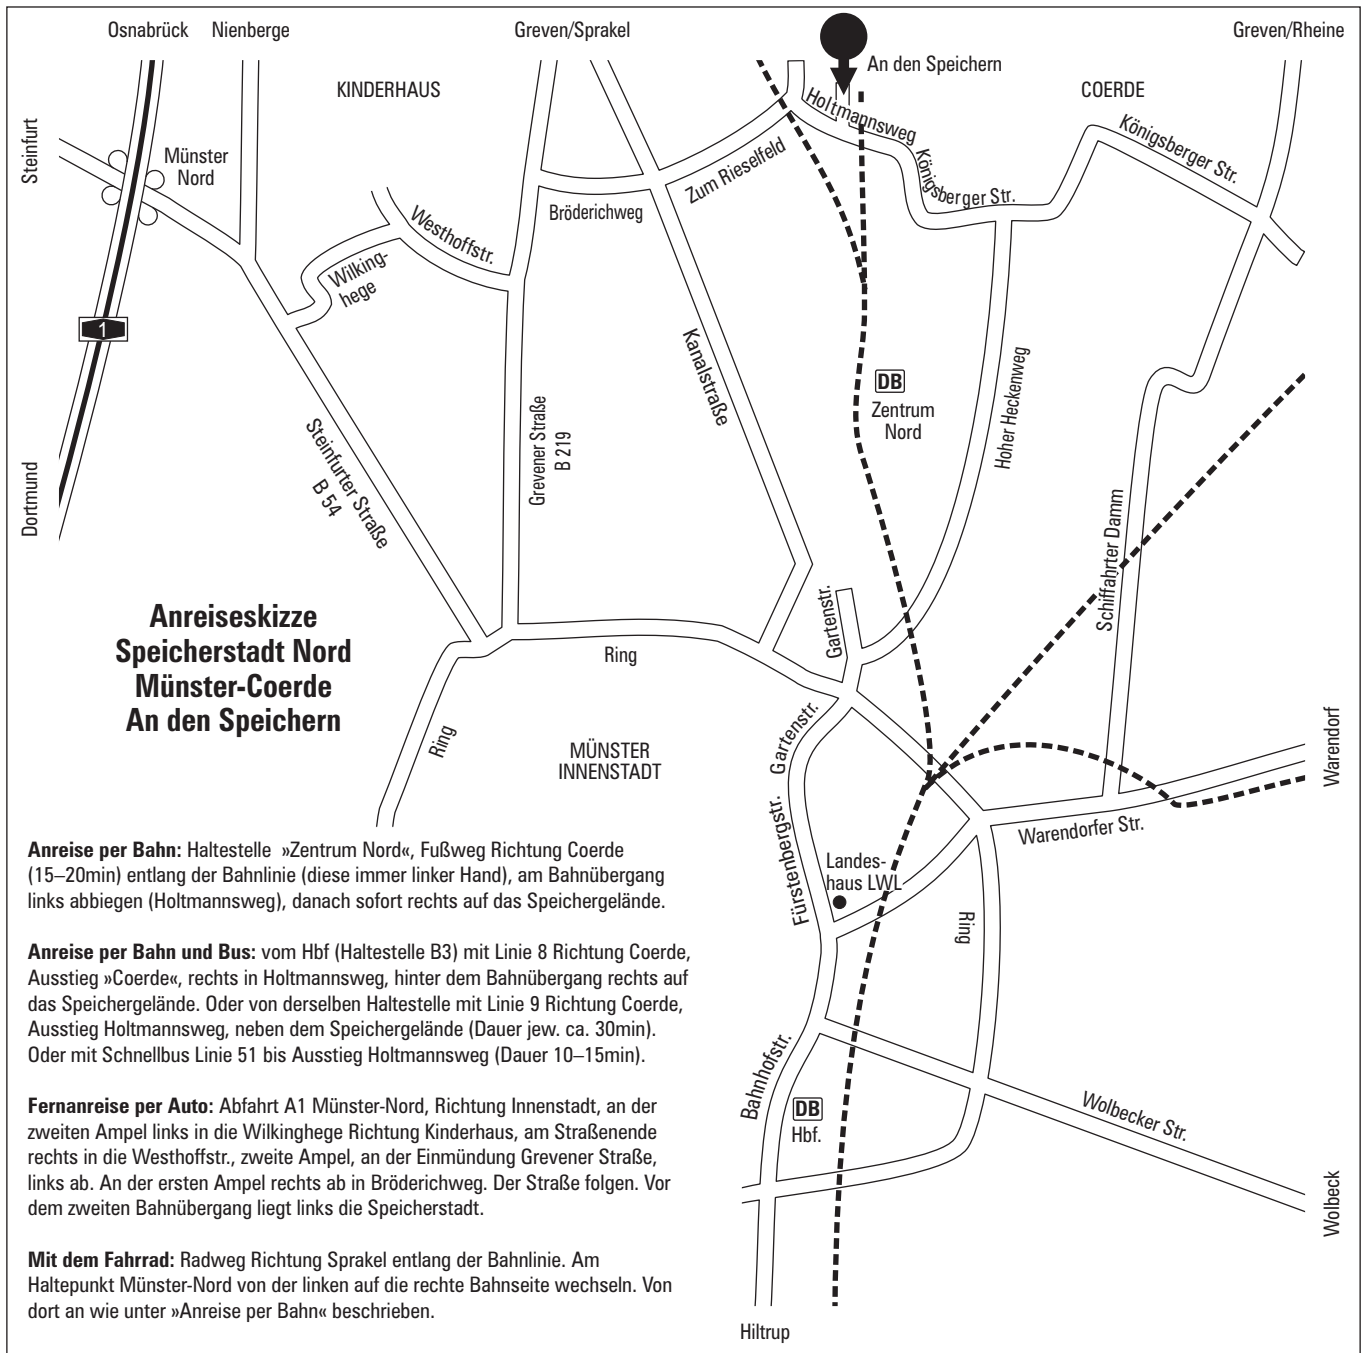 Osnabrück Nienberge
Greven/Sprakel
Greven/Rheine
An den Speichern
KINDERHAUS
COERDE
Steinfurt
Münster
Nord
Holtmannsweg
Königsberger Str.
Königsberger Str.
Zum Rieselfeld
Bröderichweg
Westhoffstr.
Wilking-
hege
1
Kanalstraße
DB
Zentrum
Nord
Hoher Heckenweg
Grevener Straße
B 219
Steinfurter Straße
B 54
Dortmund
Schiffahrter Damm
Gartenstr.
Anreiseskizze
Speicherstadt Nord
Münster-Coerde
An den Speichern
Ring
Ring
MÜNSTER
INNENSTADT
Gartenstr.
Fürstenbergstr.
Warendorf
Warendorfer Str.
Landes-
haus LWL
Ring
Anreise per Bahn: Haltestelle »Zentrum Nord«, Fußweg Richtung Coerde
(15–20min) entlang der Bahnlinie (diese immer linker Hand), am Bahnübergang
links abbiegen (Holtmannsweg), danach sofort rechts auf das Speichergelände.
Anreise per Bahn und Bus: vom Hbf (Haltestelle B3) mit Linie 8 Richtung Coerde,
Ausstieg »Coerde«, rechts in Holtmannsweg, hinter dem Bahnübergang rechts auf
das Speichergelände. Oder von derselben Haltestelle mit Linie 9 Richtung Coerde,
Ausstieg Holtmannsweg, neben dem Speichergelände (Dauer jew. ca. 30min).
Oder mit Schnellbus Linie 51 bis Ausstieg Holtmannsweg (Dauer 10–15min).
Fernanreise per Auto: Abfahrt A1 Münster-Nord, Richtung Innenstadt, an der
zweiten Ampel links in die Wilkinghege Richtung Kinderhaus, am Straßenende
rechts in die Westhoffstr., zweite Ampel, an der Einmündung Grevener Straße,
links ab. An der ersten Ampel rechts ab in Bröderichweg. Der Straße folgen. Vor
dem zweiten Bahnübergang liegt links die Speicherstadt.
Mit dem Fahrrad: Radweg Richtung Sprakel entlang der Bahnlinie. Am
Haltepunkt Münster-Nord von der linken auf die rechte Bahnseite wechseln. Von
dort an wie unter »Anreise per Bahn« beschrieben.
Bahnhofstr.
DB
Hbf.
Wolbecker Str.
Wolbeck
Hiltrup